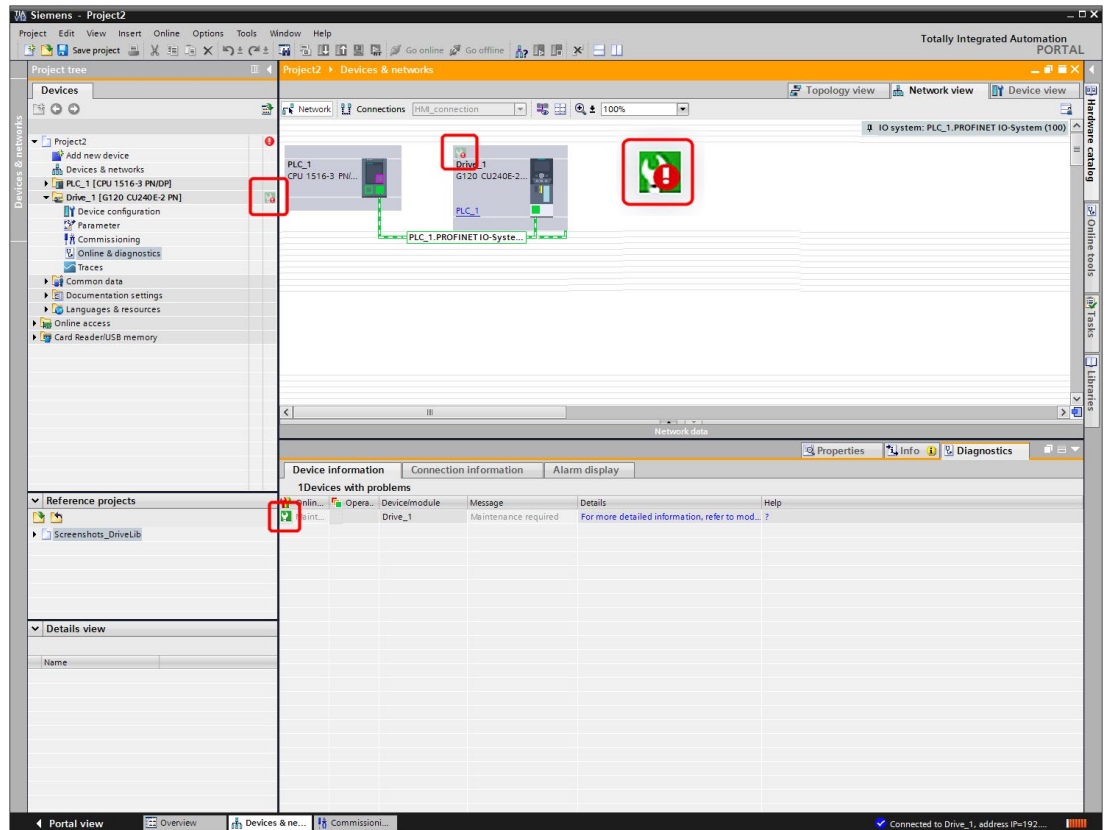 Siemens - Project2
Project Edit View Insert Online Options Tools Window Help
Totally Integrated Automation
PORTAL
Save project
Go online
Go offline
Project tree
Project2 Devices & networks
Devices
Topology view
Network view
Device view
Network
Connections
HMI_connection
100%
IO system: PLC_1.PROFINET IO-System (100)
Project2
Add new device
Devices & networks
PLC_1 [CPU 1516-3 PN/DP]
Drive_1 [G120 CU240E-2 PN]
Device configuration
Parameter
Commissioning
Online & diagnostics
Traces
Common data
Documentation settings
Languages & resources
Online access
Card Reader/USB memory
PLC_1
CPU 1516-3 PN/...
Drive_1
G120 CU240E-2...
PLC_1
PLC_1.PROFINET IO-Syste...
Devices & networks
Hardware catalog
Online tools
Tasks
Libraries
Network data
Properties
Info
Diagnostics
Device information
Connection information
Alarm display
1Devices with problems
Onlin... Opera.. Device/module Message Details Help
Maint... Drive_1 Maintenance required For more detailed information, refer to mod... ?
Reference projects
Screenshots_DriveLib
Details view
Name
Portal view
Overview
Devices & ne...
Commissioni...
Connected to Drive_1, address IP=192....